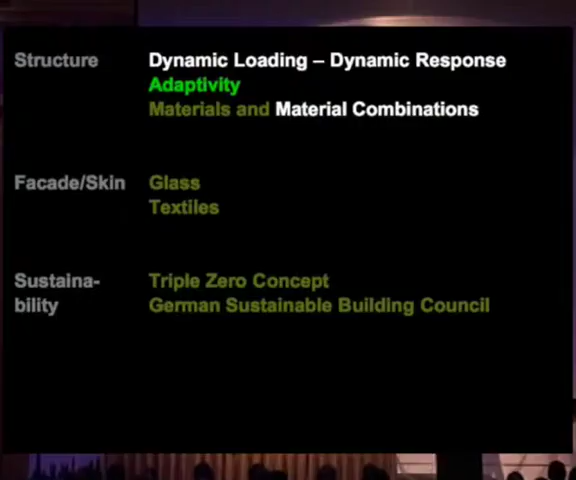 Structure Dynamic Loading – Dynamic Response
Adaptivity
Materials and Material Combinations
Facade/Skin Glass
Textiles
Sustaina- Triple Zero Concept
bility German Sustainable Building Council